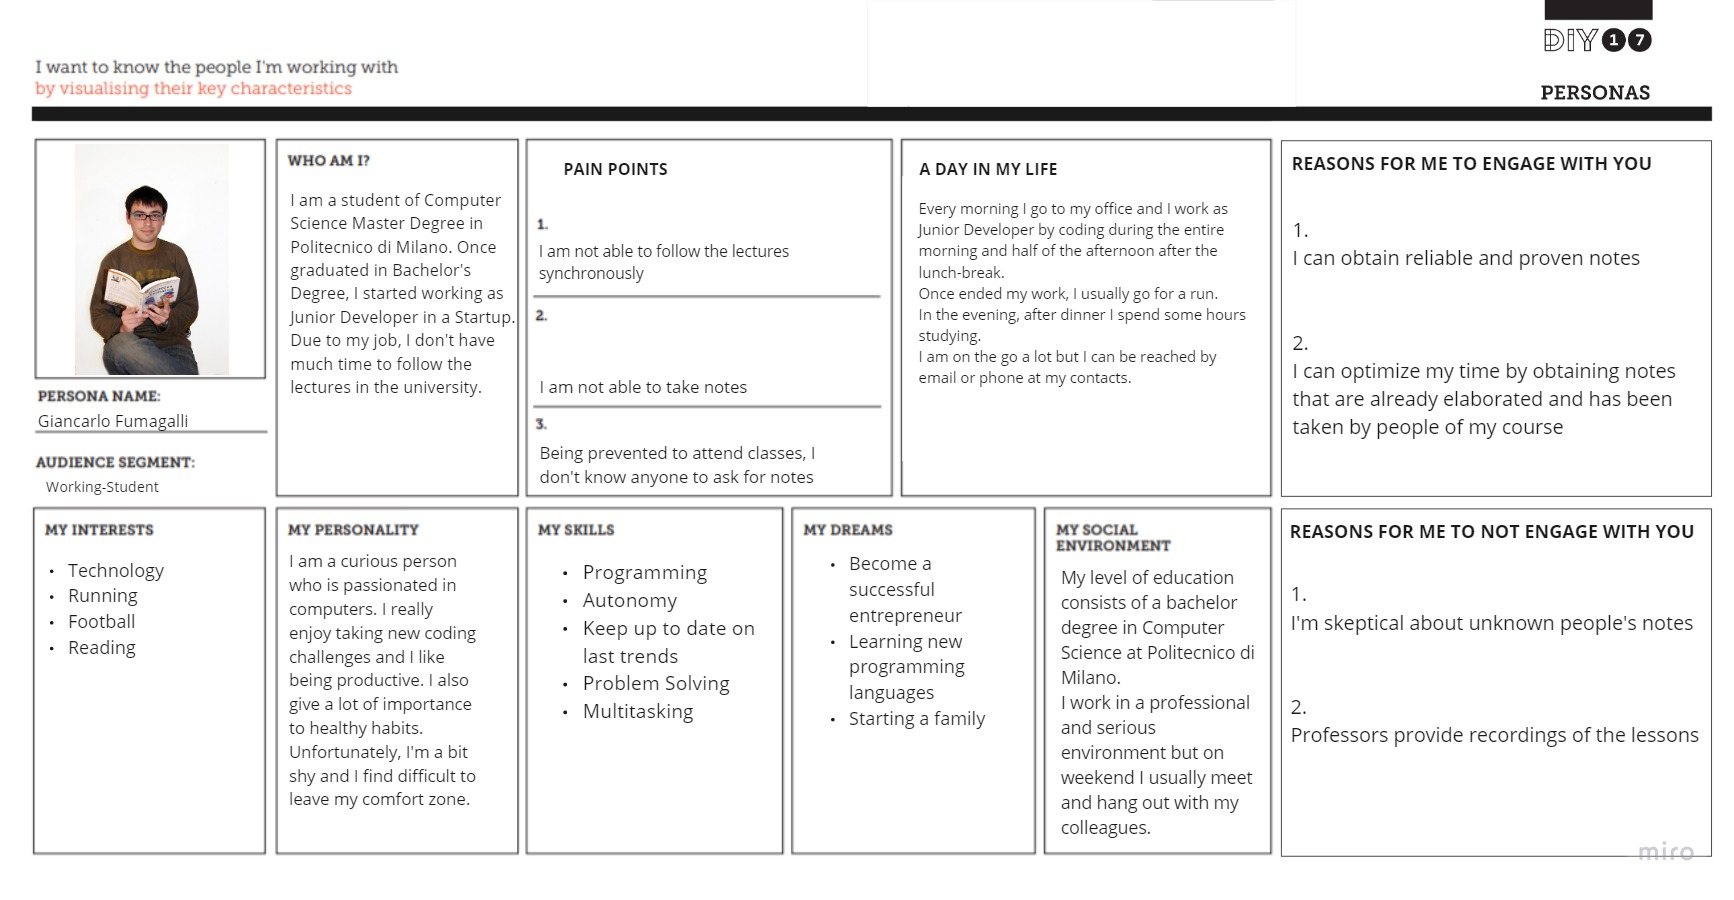 I want to know the people I'm working with
by visualising their key characteristics
DIY 17
PERSONAS
PERSONA NAME:
Giancarlo Fumagalli
AUDIENCE SEGMENT:
Working-Student
WHO AM I?
I am a student of Computer
Science Master Degree in
Politecnico di Milano. Once
graduated in Bachelor's
Degree, I started working as
Junior Developer in a Startup.
Due to my job, I don't have
much time to follow the
lectures in the university.
PAIN POINTS
1.
I am not able to follow the lectures
synchronously
2.
I am not able to take notes
3.
Being prevented to attend classes, I
don't know anyone to ask for notes
A DAY IN MY LIFE
Every morning I go to my office and I work as
Junior Developer by coding during the entire
morning and half of the afternoon after the
lunch-break.
Once ended my work, I usually go for a run.
In the evening, after dinner I spend some hours
studying.
I am on the go a lot but I can be reached by
email or phone at my contacts.
REASONS FOR ME TO ENGAGE WITH YOU
1.
I can obtain reliable and proven notes
2.
I can optimize my time by obtaining notes
that are already elaborated and has been
taken by people of my course
MY INTERESTS
• Technology
• Running
• Football
• Reading
MY PERSONALITY
I am a curious person
who is passionated in
computers. I really
enjoy taking new coding
challenges and I like
being productive. I also
give a lot of importance
to healthy habits.
Unfortunately, I'm a bit
shy and I find difficult to
leave my comfort zone.
MY SKILLS
• Programming
• Autonomy
• Keep up to date on
last trends
• Problem Solving
• Multitasking
MY DREAMS
• Become a
successful
entrepreneur
• Learning new
programming
languages
• Starting a family
MY SOCIAL
ENVIRONMENT
My level of education
consists of a bachelor
degree in Computer
Science at Politecnico di
Milano.
I work in a professional
and serious
environment but on
weekend I usually meet
and hang out with my
colleagues.
REASONS FOR ME TO NOT ENGAGE WITH YOU
1.
I'm skeptical about unknown people's notes
2.
Professors provide recordings of the lessons
miro